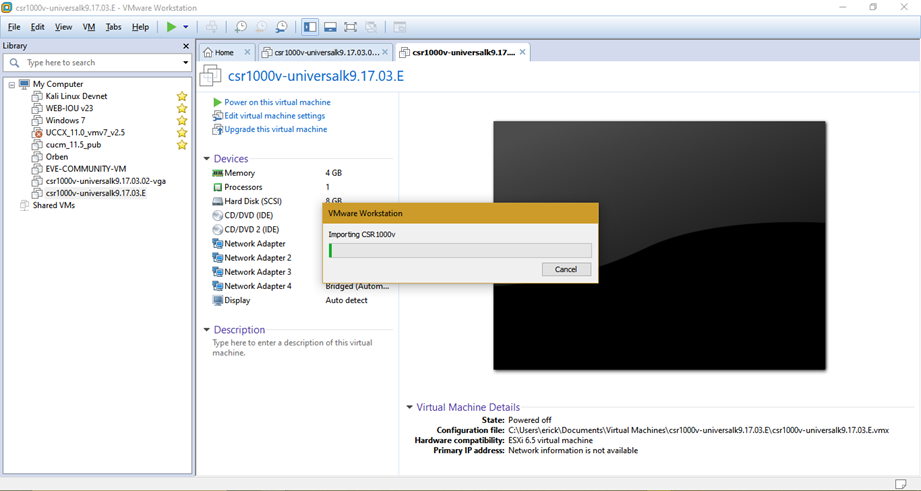 csr1000v-universalk9.17.03.E - VMware Workstation
File Edit View VM Tabs Help
Library
Type here to search
My Computer
Kali Linux Devnet
WEB-IOU v23
Windows 7
UCCX_11.0_vmv7_v2.5
cucm_11.5_pub
Orben
EVE-COMMUNITY-VM
csr1000v-universalk9.17.03.02-vga
csr1000v-universalk9.17.03.E
Shared VMs
Home csr1000v-universalk9.17.03.0... csr1000v-universalk9.17....
csr1000v-universalk9.17.03.E
Power on this virtual machine
Edit virtual machine settings
Upgrade this virtual machine
Devices
Memory 4 GB
Processors 1
Hard Disk (SCSI) 8 GB
CD/DVD (IDE)
CD/DVD 2 (IDE)
Network Adapter
Network Adapter 2
Network Adapter 3
Network Adapter 4 Bridged (Autom...
Display Auto detect
Description
Type here to enter a description of this virtual
machine.
VMware Workstation
Importing CSR1000v
Cancel
Virtual Machine Details
State: Powered off
Configuration file: C:\Users\erick\Documents\Virtual Machines\csr1000v-universalk9.17.03.E\csr1000v-universalk9.17.03.E.vmx
Hardware compatibility: ESXi 6.5 virtual machine
Primary IP address: Network information is not available